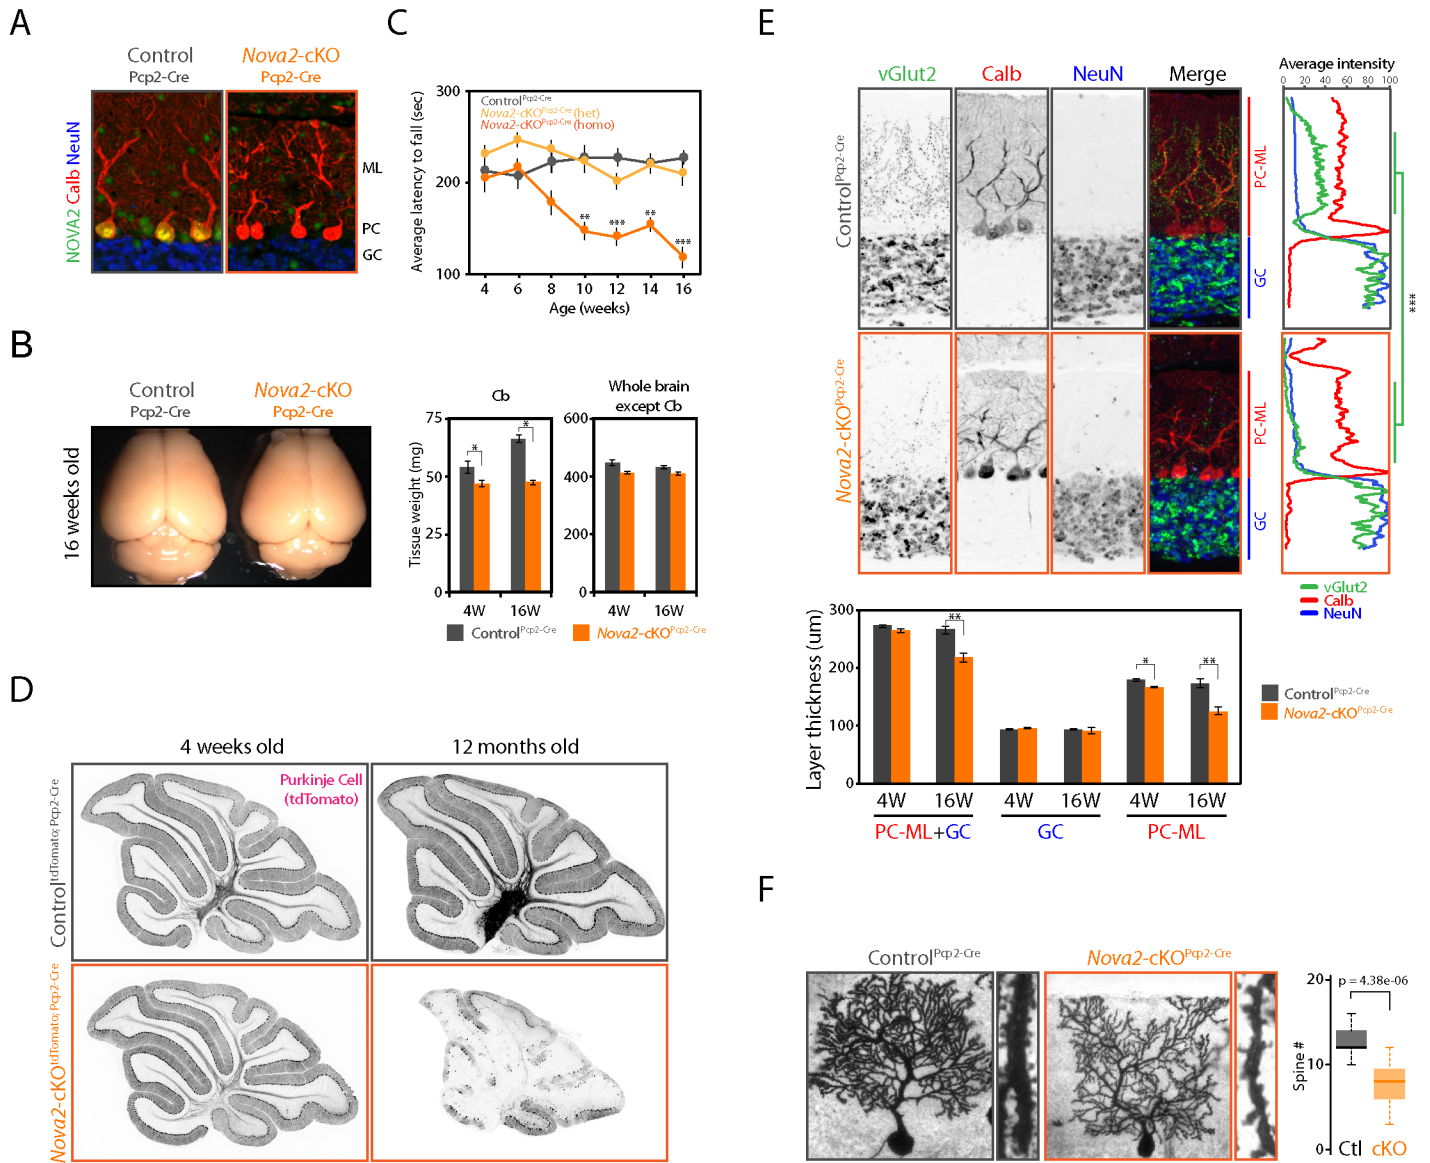 A
Control
Pcp2-Cre
Nova2-cKO
Pcp2-Cre
NOVA2 Calb NeuN
ML
PC
GC
B
Control
Pcp2-Cre
Nova2-cKO
Pcp2-Cre
16 weeks old
Cb
Whole brain
except Cb
Tissue weight (mg)
75
50
25
0
*
*
600
400
200
0
4W
16W
4W
16W
Control Pcp2-Cre
Nova2-cKO Pcp2-Cre
C
Average latency to fall (sec)
300
200
100
Control Pcp2-Cre
Nova2-cKO Pcp2-Cre (het)
Nova2-cKO Pcp2-Cre (homo)
**
***
**
***
4
6
8
10
12
14
16
Age (weeks)
D
4 weeks old
12 months old
Control tdTomato; Pcp2-Cre
Purkinje Cell
(tdTomato)
Nova2-cKO tdTomato; Pcp2-Cre
E
vGlut2
Calb
NeuN
Merge
Average intensity
0 20 40 60 80 100
Control Pcp2-Cre
PC-ML
GC
Nova2-cKO Pcp2-Cre
PC-ML
GC
***
vGlut2
Calb
NeuN
Layer thickness (um)
300
200
100
0
**
*
**
4W
16W
4W
16W
4W
16W
PC-ML+GC
GC
PC-ML
Control Pcp2-Cre
Nova2-cKO Pcp2-Cre
F
Control Pcp2-Cre
Nova2-cKO Pcp2-Cre
Spine #
20
10
0
p = 4.38e-06
Ctl
cKO